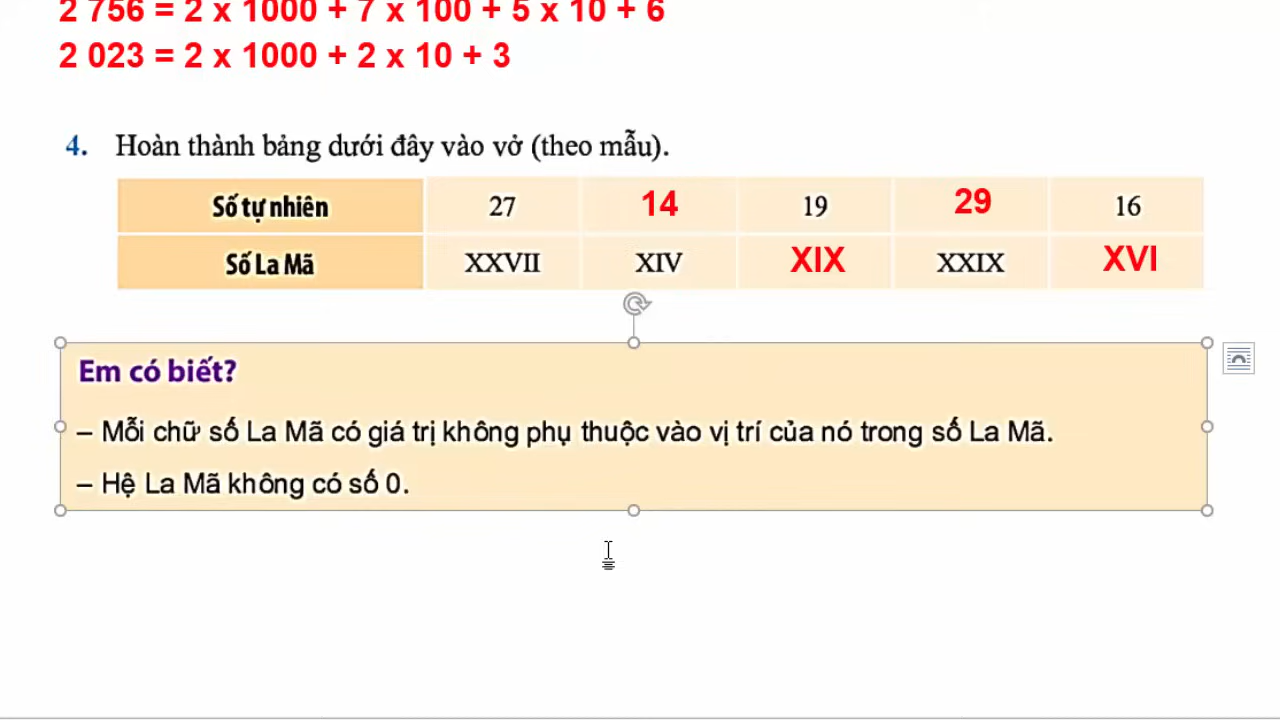 2 756 = 2 x 1000 + 7 x 100 + 5 x 10 + 6
2 023 = 2 x 1000 + 2 x 10 + 3
4. Hoàn thành bảng dưới đây vào vở (theo mẫu).
Số tự nhiên 27 14 19 29 16
Số La Mã XXVII XIV XIX XXIX XVI
Em có biết?
– Mỗi chữ số La Mã có giá trị không phụ thuộc vào vị trí của nó trong số La Mã.
– Hệ La Mã không có số 0.